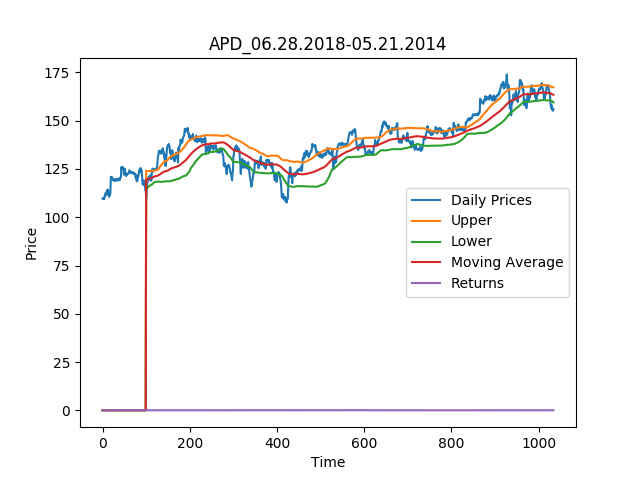 APD_06.28.2018-05.21.2014
175
150
125
100
75
50
25
0
Price
Daily Prices
Upper
Lower
Moving Average
Returns
0
200
400
600
800
1000
Time